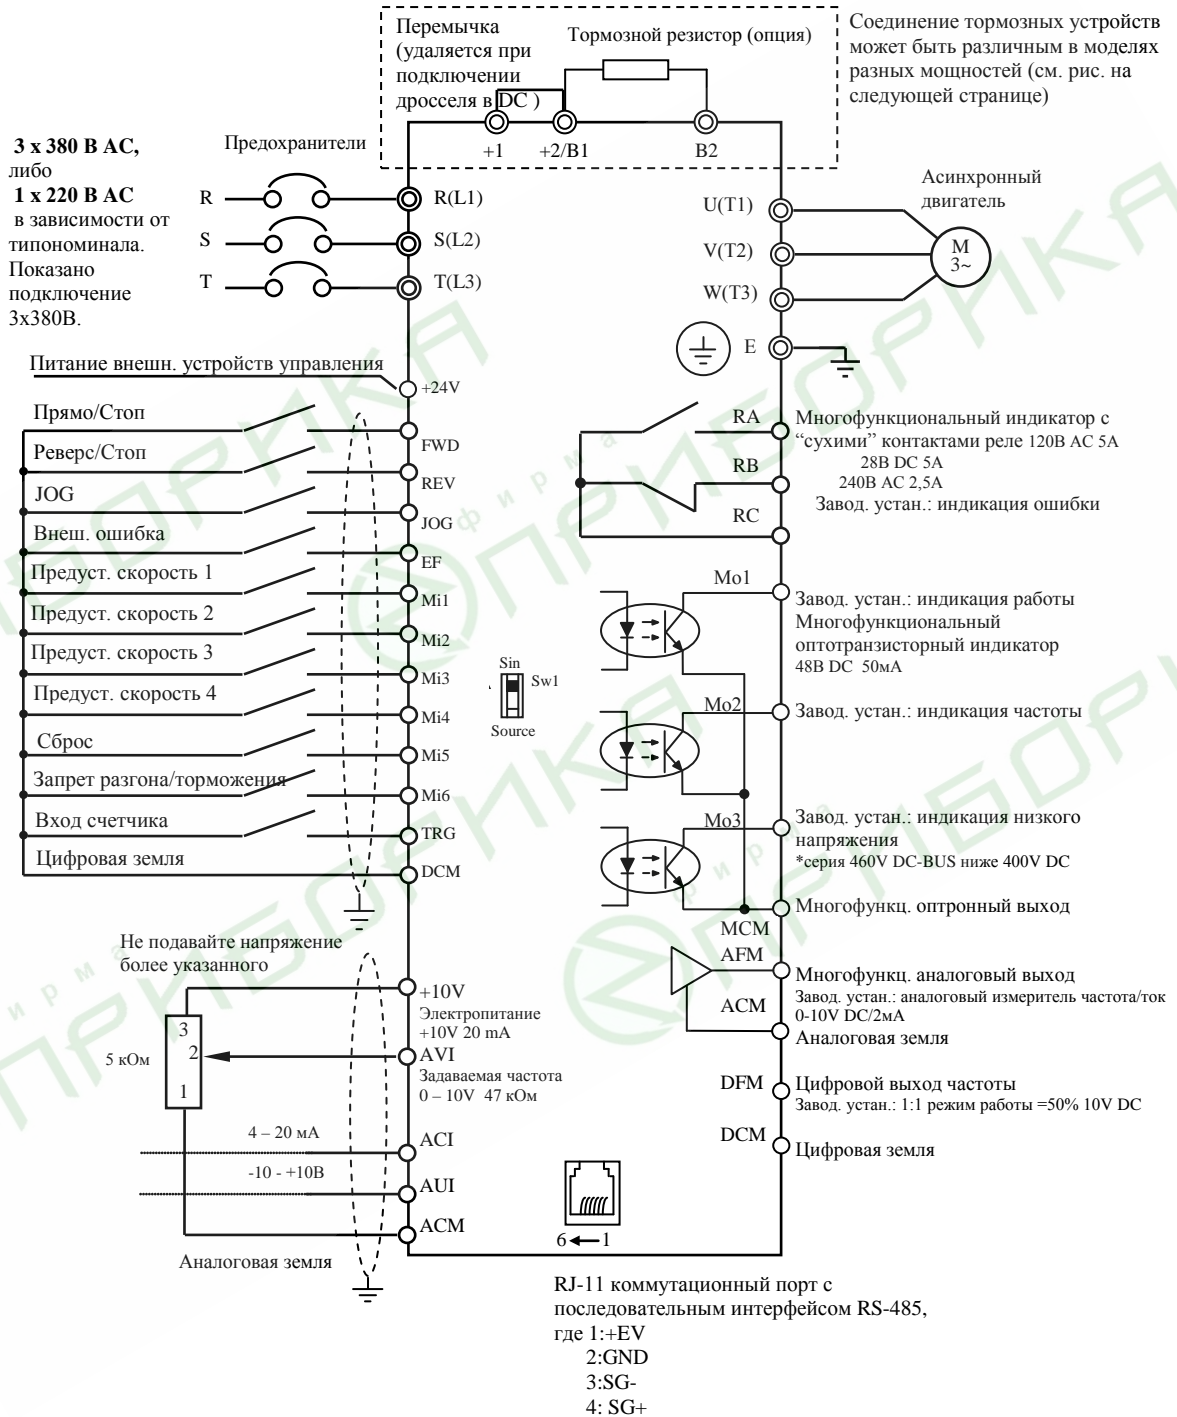 Перемычка
(удаляется при
подключении
дросселя в DC )
Тормозной резистор (опция)
Соединение тормозных устройств
может быть различным в моделях
разных мощностей (см. рис. на
следующей странице)
+1
+2/B1
B2
3 x 380 В AC,
либо
1 x 220 В AC
в зависимости от
типономинала.
Показано
подключение
3х380В.
Предохранители
R
R(L1)
S
S(L2)
T
T(L3)
U(T1)
V(T2)
W(T3)
E
Асинхронный
двигатель
M
3~
Питание внешн. устройств управления
+24V
Прямо/Стоп
FWD
Реверс/Стоп
REV
JOG
JOG
Внеш. ошибка
EF
Предуст. скорость 1
Mi1
Предуст. скорость 2
Mi2
Предуст. скорость 3
Mi3
Предуст. скорость 4
Mi4
Сброс
Mi5
Запрет разгона/торможения
Mi6
Вход счетчика
TRG
Цифровая земля
DCM
Sin
Sw1
Source
RA
RB
RC
Многофункциональный индикатор с
“сухими” контактами реле 120В AC 5А
28В DC 5А
240В AC 2,5А
Завод. устан.: индикация ошибки
Mo1
Завод. устан.: индикация работы
Многофункциональный
оптотранзисторный индикатор
48В DC 50мА
Mo2
Завод. устан.: индикация частоты
Mo3
Завод. устан.: индикация низкого
напряжения
*серия 460V DC-BUS ниже 400V DC
MCM
Многофункц. оптронный выход
AFM
Многофункц. аналоговый выход
Завод. устан.: аналоговый измеритель частота/ток
0-10V DC/2мА
ACM
Аналоговая земля
DFM
Цифровой выход частоты
Завод. устан.: 1:1 режим работы =50% 10V DC
DCM
Цифровая земля
Не подавайте напряжение
более указанного
+10V
Электропитание
+10V 20 mA
3
2
1
5 кОм
AVI
Задаваемая частота
0 – 10V 47 кОм
4 – 20 мА
ACI
-10 - +10В
AUI
ACM
Аналоговая земля
6
1
RJ-11 коммутационный порт с
последовательным интерфейсом RS-485,
где 1:+EV
2:GND
3:SG-
4: SG+
фирма
ПРИБОРИКА
фирма
ПРИБОРИКА
фирма
ПРИБОРИКА